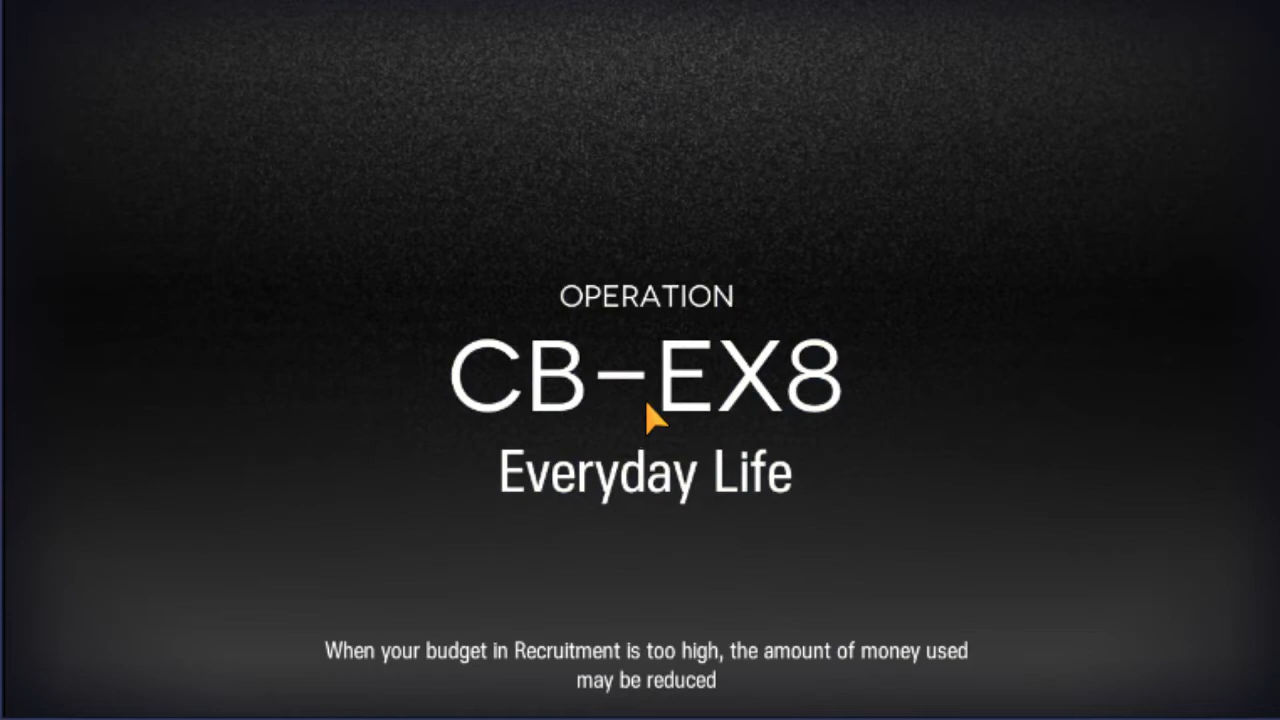 OPERATION
CB-EX8
Everyday Life
When your budget in Recruitment is too high, the amount of money used
may be reduced